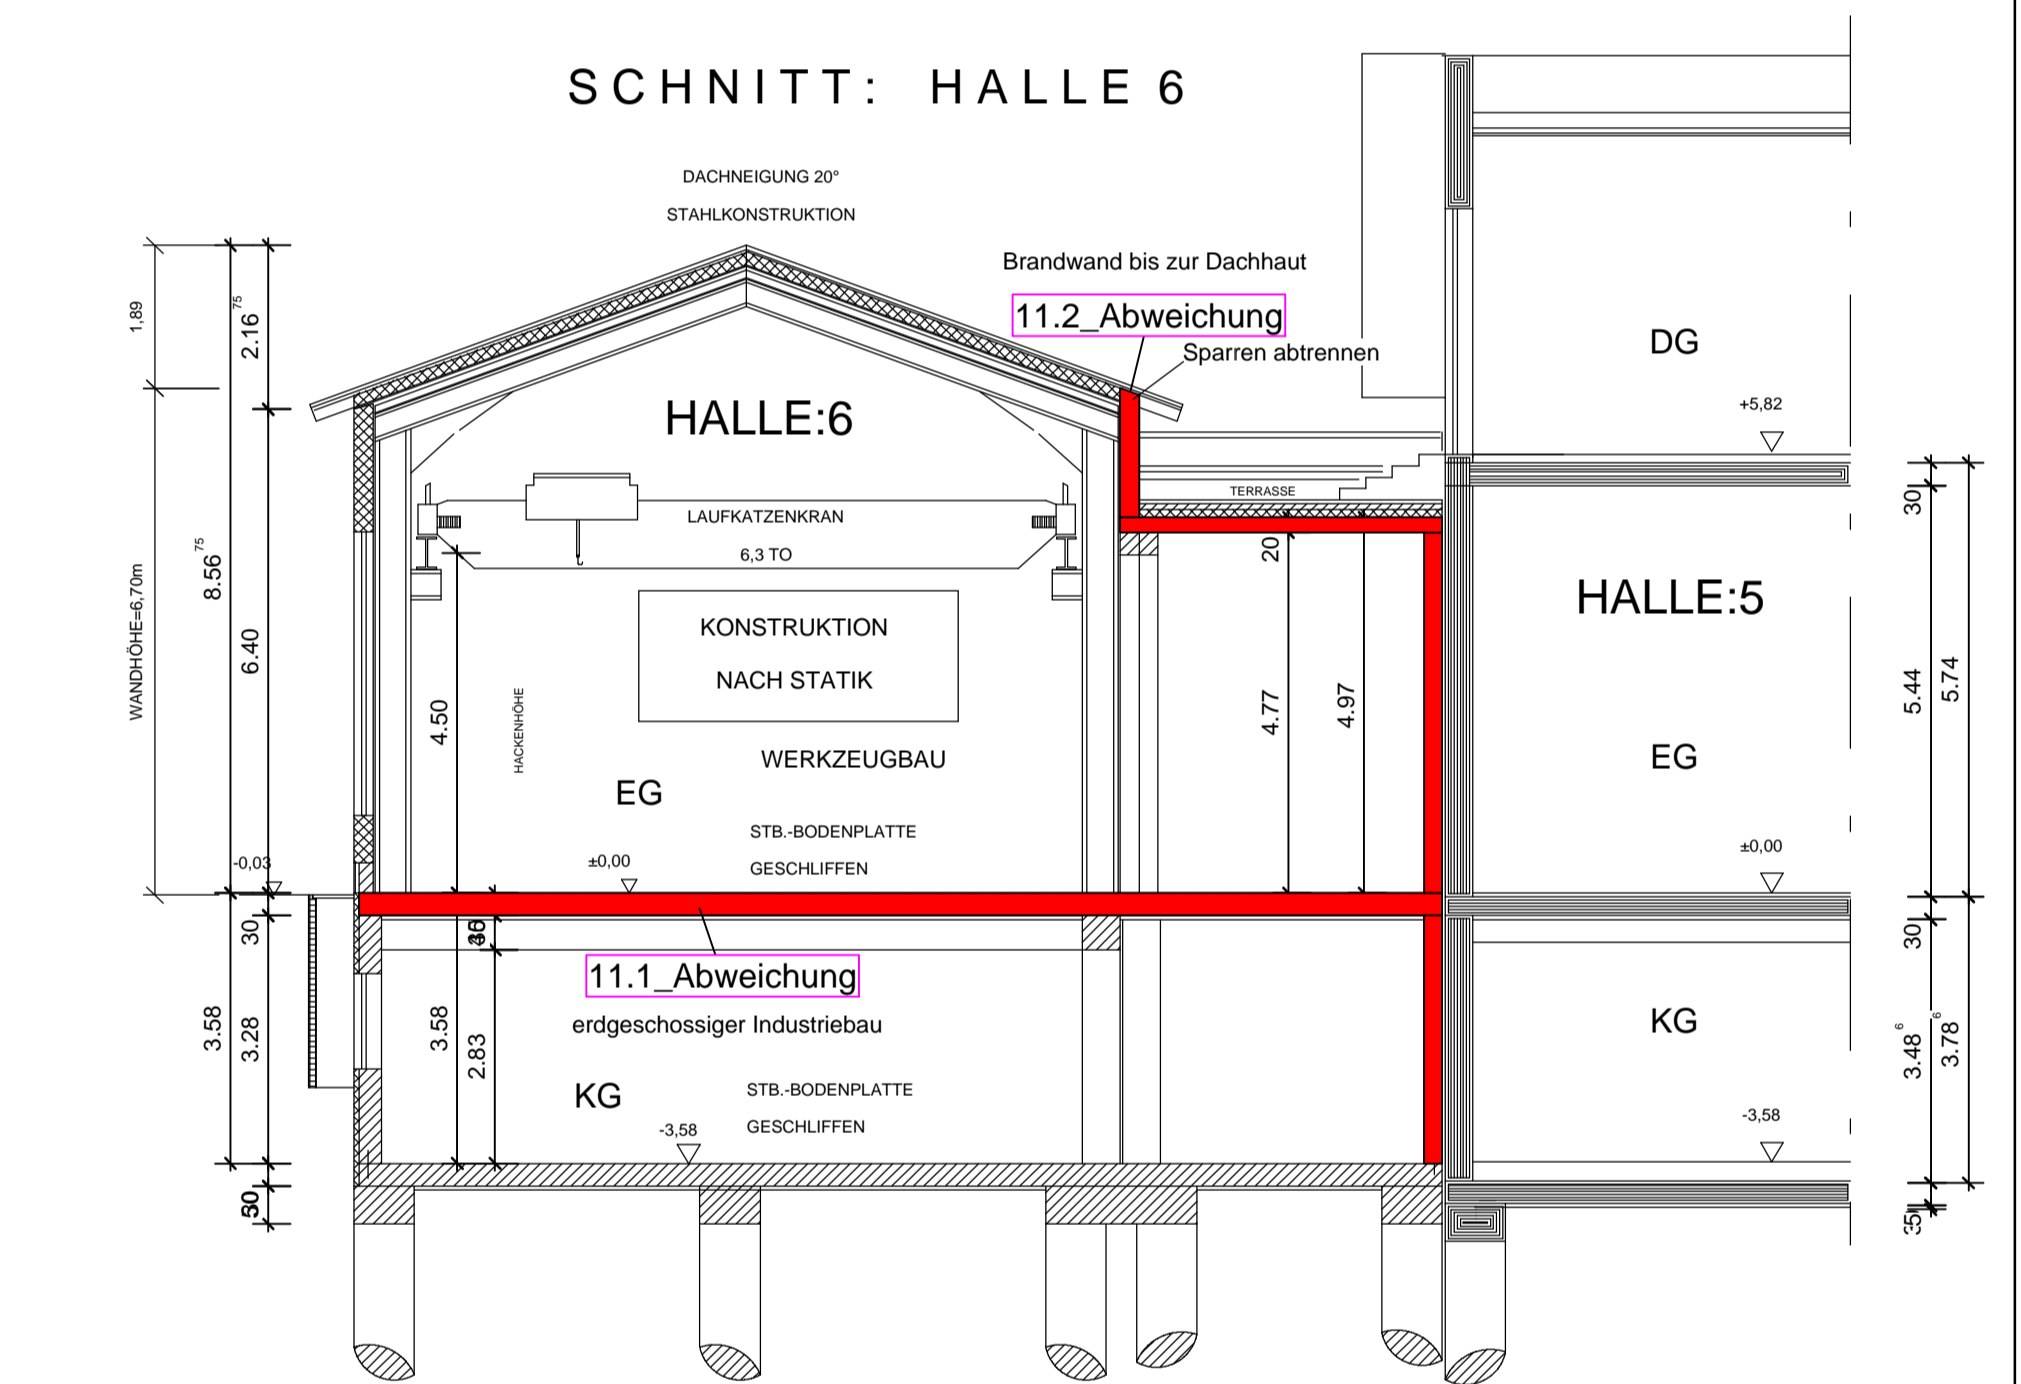 SCHNITT: HALLE 6
DACHNEIGUNG 20°
STAHLKONSTRUKTION
Brandwand bis zur Dachhaut
11.2_Abweichung
Sparren abtrennen
HALLE:6
LAUFKATZENKRAN
6,3 TO
KONSTRUKTION
NACH STATIK
WERKZEUGBAU
EG
STB.-BODENPLATTE
GESCHLIFFEN
±0,00
HACKENHÖHE
4.50
1,89
2.16 75
8.56 75
6.40
WANDHÖHE=6,70m
-0,03
30
3.58
3.28
3.58
2.83
11.1_Abweichung
erdgeschossiger Industriebau
KG
STB.-BODENPLATTE
GESCHLIFFEN
-3,58
TERRASSE
20
4.77
4.97
DG
+5,82
HALLE:5
EG
±0,00
KG
-3,58
30
5.44
5.74
30
3.48 6
3.78 6